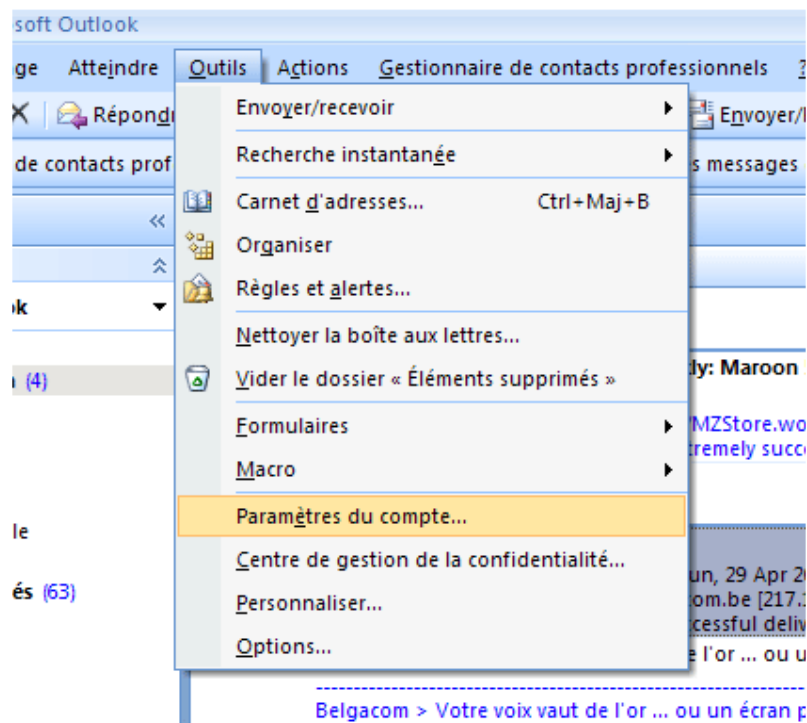 soft Outlook
ge Atteindre Outils Actions Gestionnaire de contacts professionnels ?
Répond Envoyer/
de contacts prof s messages
Envoyer/recevoir
Recherche instantanée
Carnet d'adresses... Ctrl+Maj+B
Organiser
Règles et alertes...
Nettoyer la boîte aux lettres...
Vider le dossier « Éléments supprimés »
Formulaires
Macro
Paramètres du compte...
Centre de gestion de la confidentialité...
Personnaliser...
Options...
ok
(4)
le
és (63)
ly: Maroon
MZStore.wo
tremely succ
un, 29 Apr 2
om.be [217.
cessful deliv
e l'or ... ou u
Belgacom > Votre voix vaut de l'or ... ou un écran p